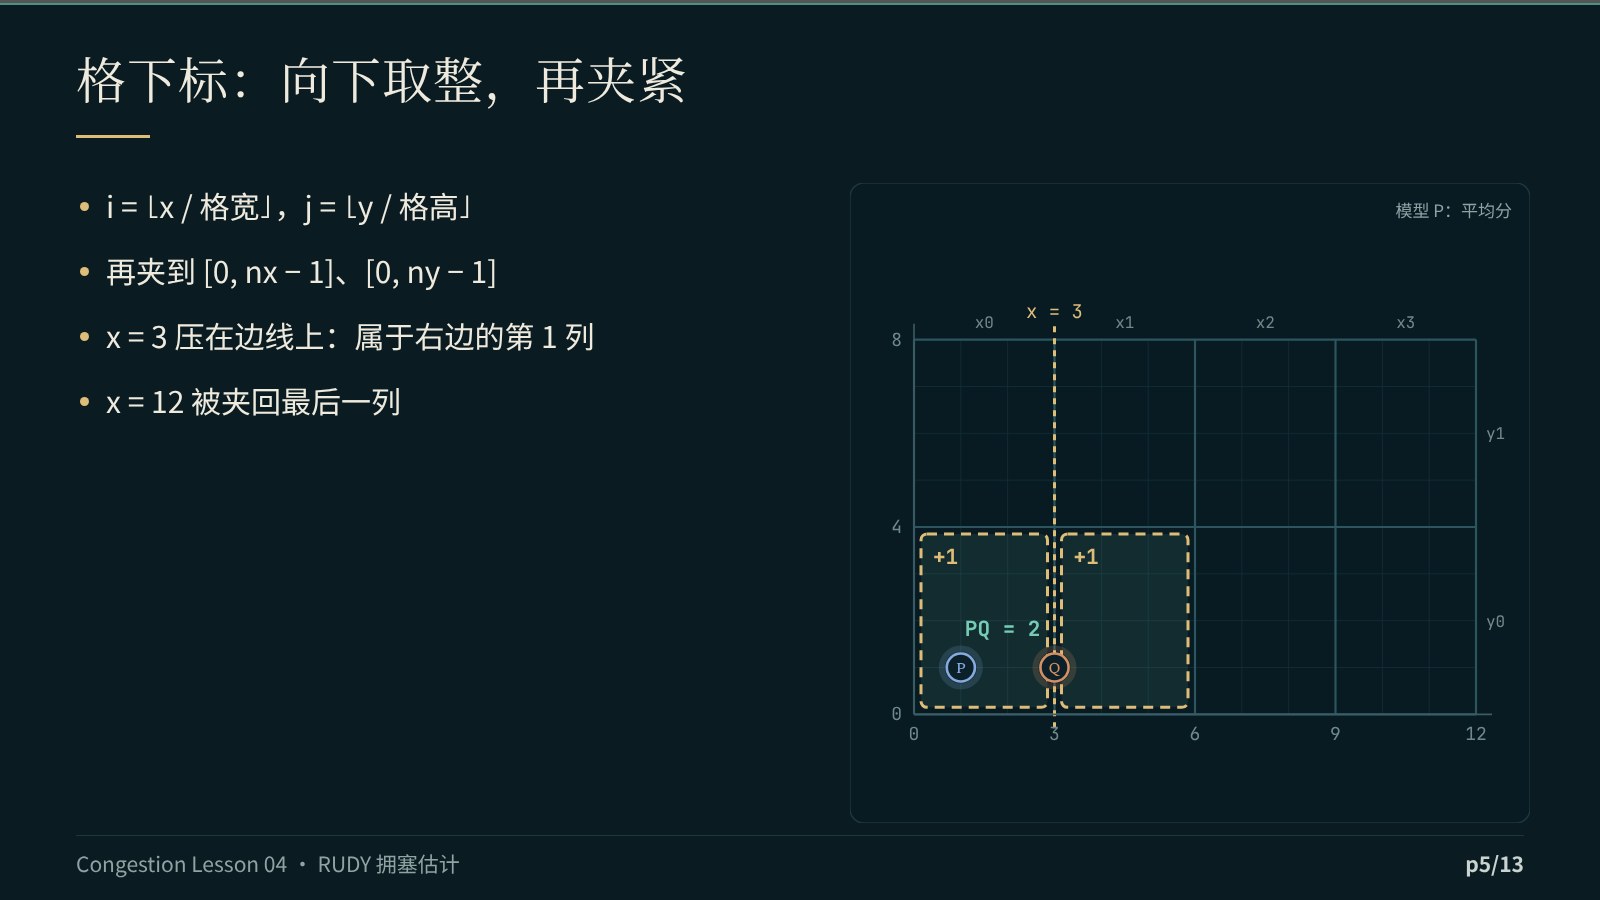 格下标：向下取整，再夹紧
• i = ⌊x / 格宽⌋，j = ⌊y / 格高⌋
• 再夹到 [0, nx − 1]、[0, ny − 1]
• x = 3 压在边线上：属于右边的第 1 列
• x = 12 被夹回最后一列
模型 P：平均分
x = 3
x0 x1 x2 x3
8
y1
4
+1 +1
PQ = 2
y0
P Q
0
0 3 6 9 12
Congestion Lesson 04 • RUDY 拥塞估计
p5/13